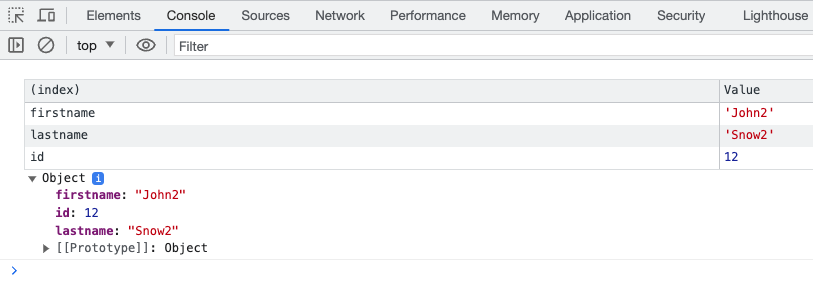 Elements Console Sources Network Performance Memory Application Security Lighthouse
top Filter
(index) Value
firstname 'John2'
lastname 'Snow2'
id 12
Object i
firstname: "John2"
id: 12
lastname: "Snow2"
[[Prototype]]: Object